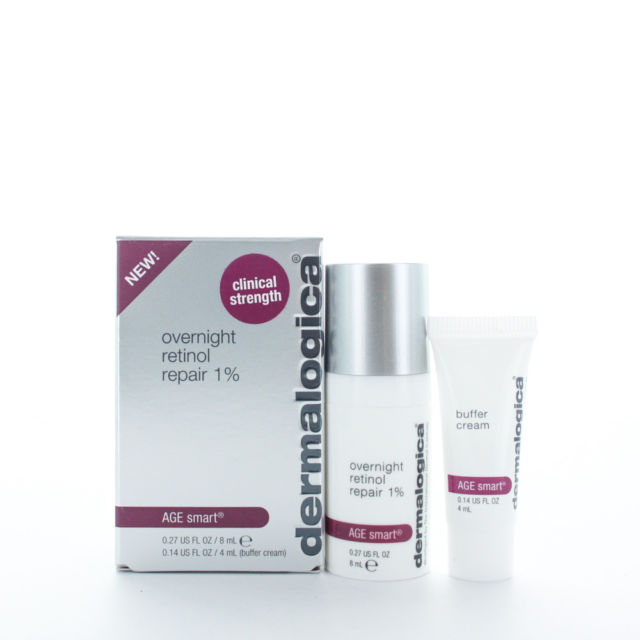 NEW!
clinical
strength
overnight
retinol
repair 1%
AGE smart®
0.27 US FL OZ / 8 mL ℮
0.14 US FL OZ / 4 mL (buffer cream)
dermalogica®
overnight
retinol
repair 1%
AGE smart®
0.27 US FL OZ
8 mL ℮
dermalogica
buffer
cream
AGE smart®
0.14 US FL OZ
4 mL
dermalogica®